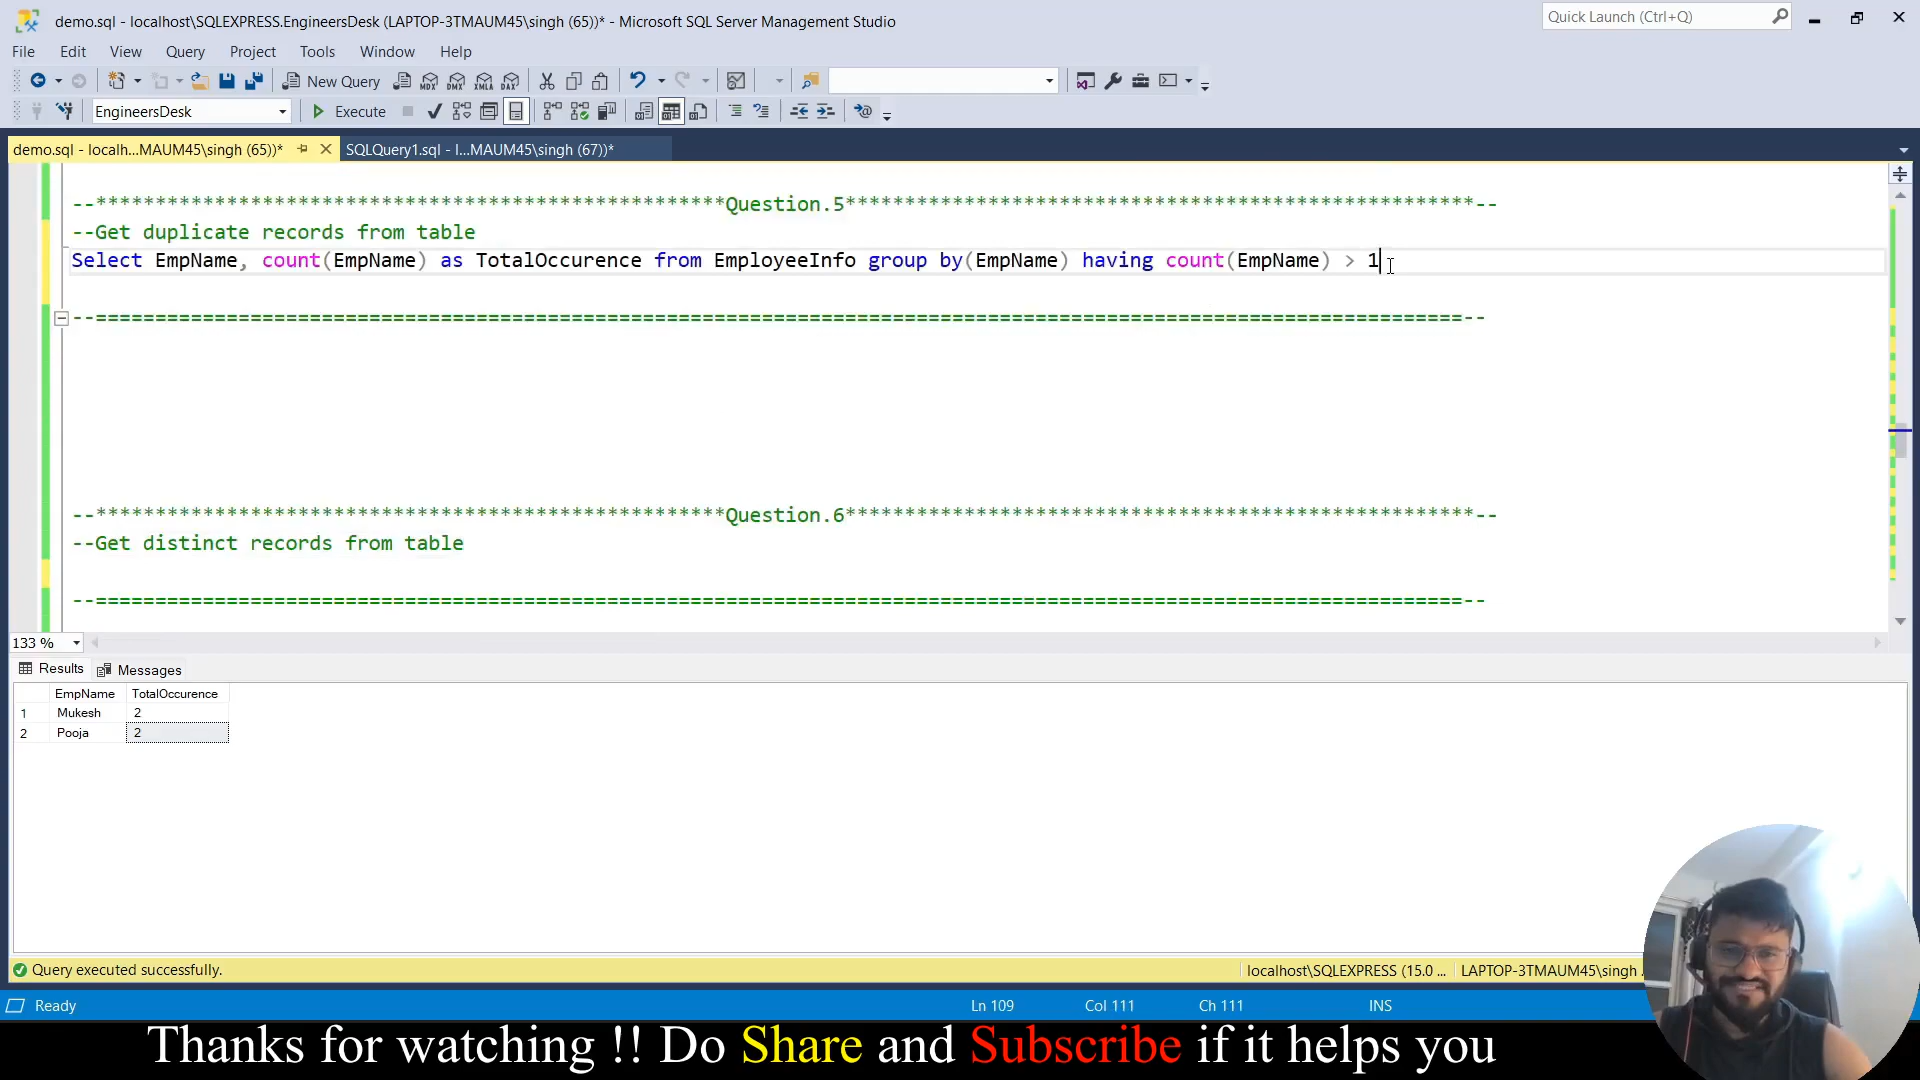 demo.sql - localhost\SQLEXPRESS.EngineersDesk (LAPTOP-3TMAUM45\singh (65))* - Microsoft SQL Server Management Studio
Quick Launch (Ctrl+Q)
File Edit View Query Project Tools Window Help
New Query
EngineersDesk Execute
demo.sql - localh...MAUM45\singh (65))* SQLQuery1.sql - l...MAUM45\singh (67))*
--*****************************************************Question.5*****************************************************--
--Get duplicate records from table
Select EmpName, count(EmpName) as TotalOccurence from EmployeeInfo group by(EmpName) having count(EmpName) > 1
--===================================================================================================================--
--*****************************************************Question.6*****************************************************--
--Get distinct records from table
--===================================================================================================================--
133 %
Results Messages
EmpName TotalOccurence
1 Mukesh 2
2 Pooja 2
Query executed successfully. localhost\SQLEXPRESS (15.0 ... LAPTOP-3TMAUM45\singh
Ready Ln 109 Col 111 Ch 111 INS
Thanks for watching !! Do Share and Subscribe if it helps you